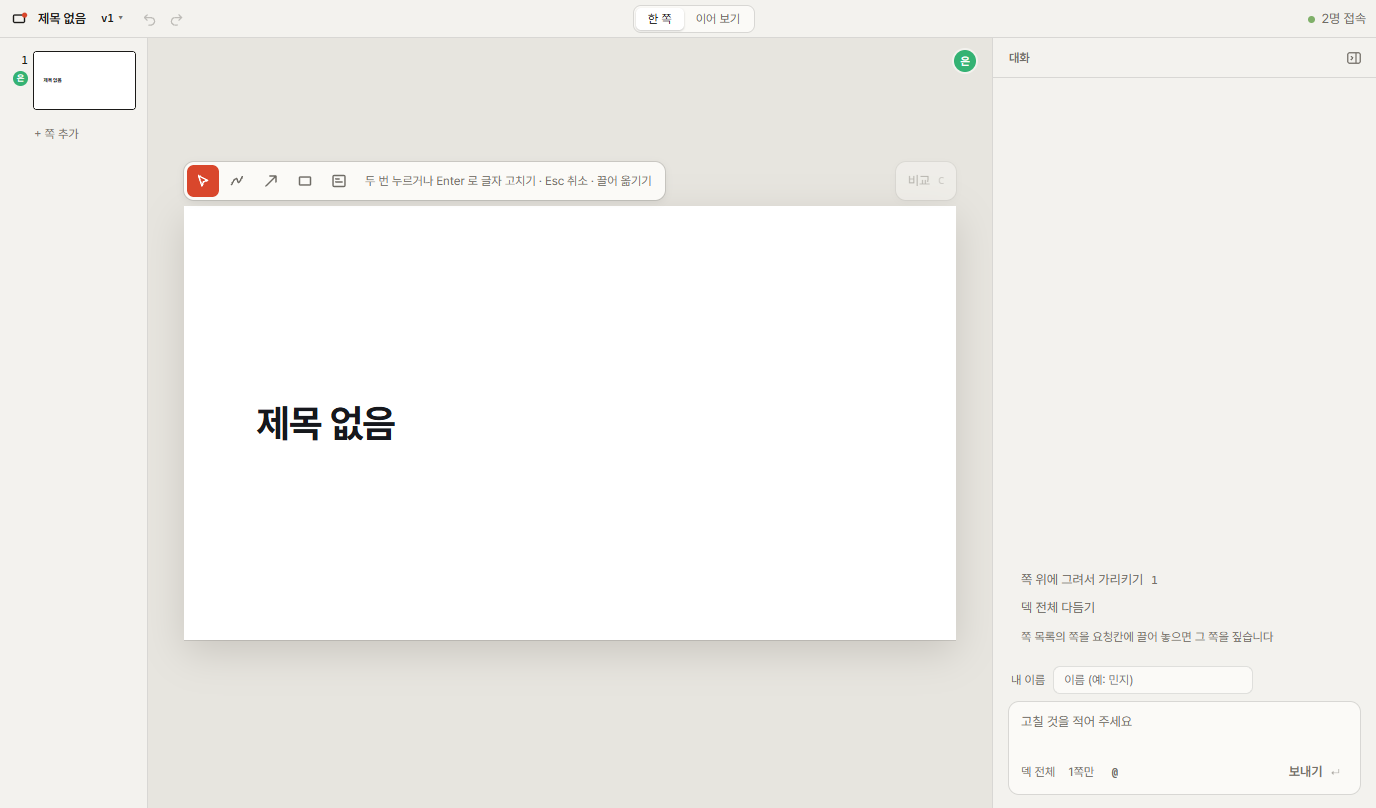 제목 없음 v1
한 쪽 이어 보기
2명 접속
1
온
제목 없음
+ 쪽 추가
온
두 번 누르거나 Enter 로 글자 고치기 · Esc 취소 · 끌어 옮기기
비교 C
제목 없음
대화
쪽 위에 그려서 가리키기 1
덱 전체 다듬기
쪽 목록의 쪽을 요청칸에 끌어 놓으면 그 쪽을 짚습니다
내 이름 이름 (예: 민지)
고칠 것을 적어 주세요
덱 전체 1쪽만 @ 보내기 ↵